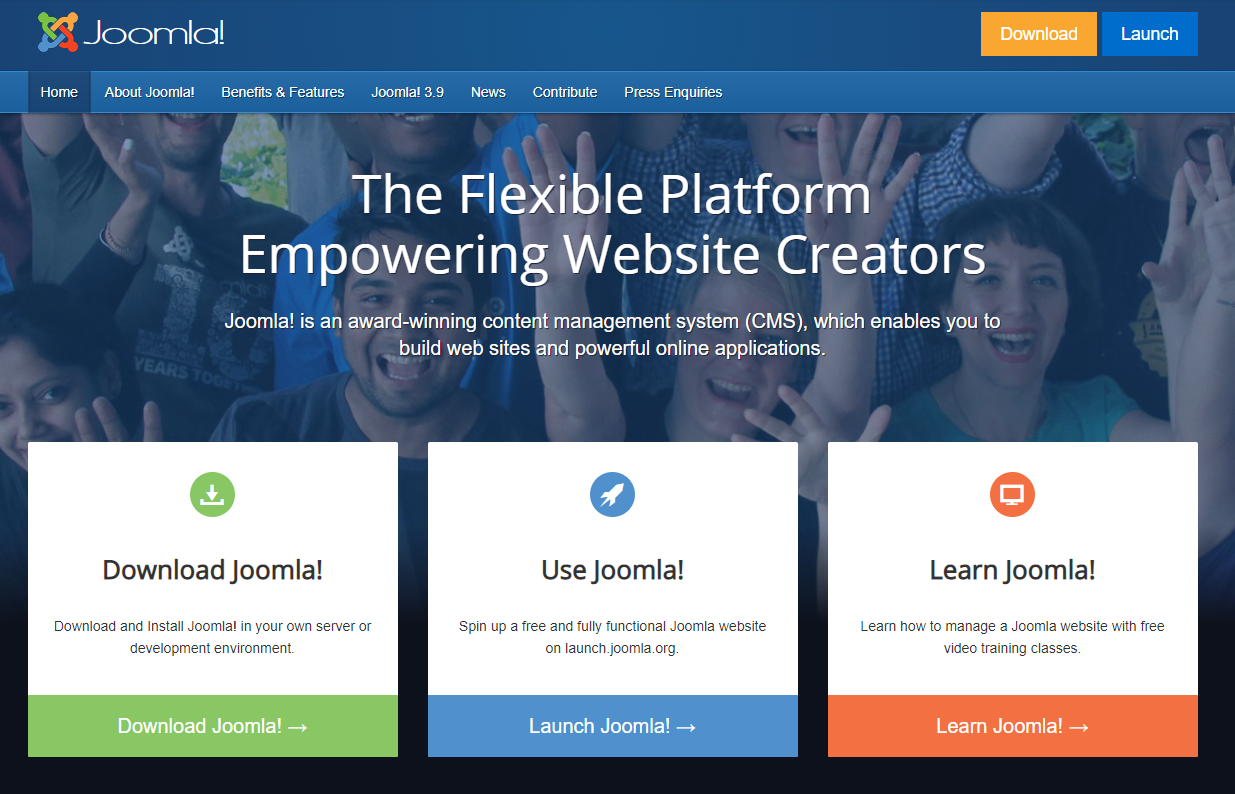 Joomla!
Download
Launch
Home
About Joomla!
Benefits & Features
Joomla! 3.9
News
Contribute
Press Enquiries
The Flexible Platform
Empowering Website Creators
Joomla! is an award-winning content management system (CMS), which enables you to
build web sites and powerful online applications.
YEARS TOGETHER
Download Joomla!
Download and Install Joomla! in your own server or
development environment.
Download Joomla! →
Use Joomla!
Spin up a free and fully functional Joomla website
on launch.joomla.org.
Launch Joomla! →
Learn Joomla!
Learn how to manage a Joomla website with free
video training classes.
Learn Joomla! →